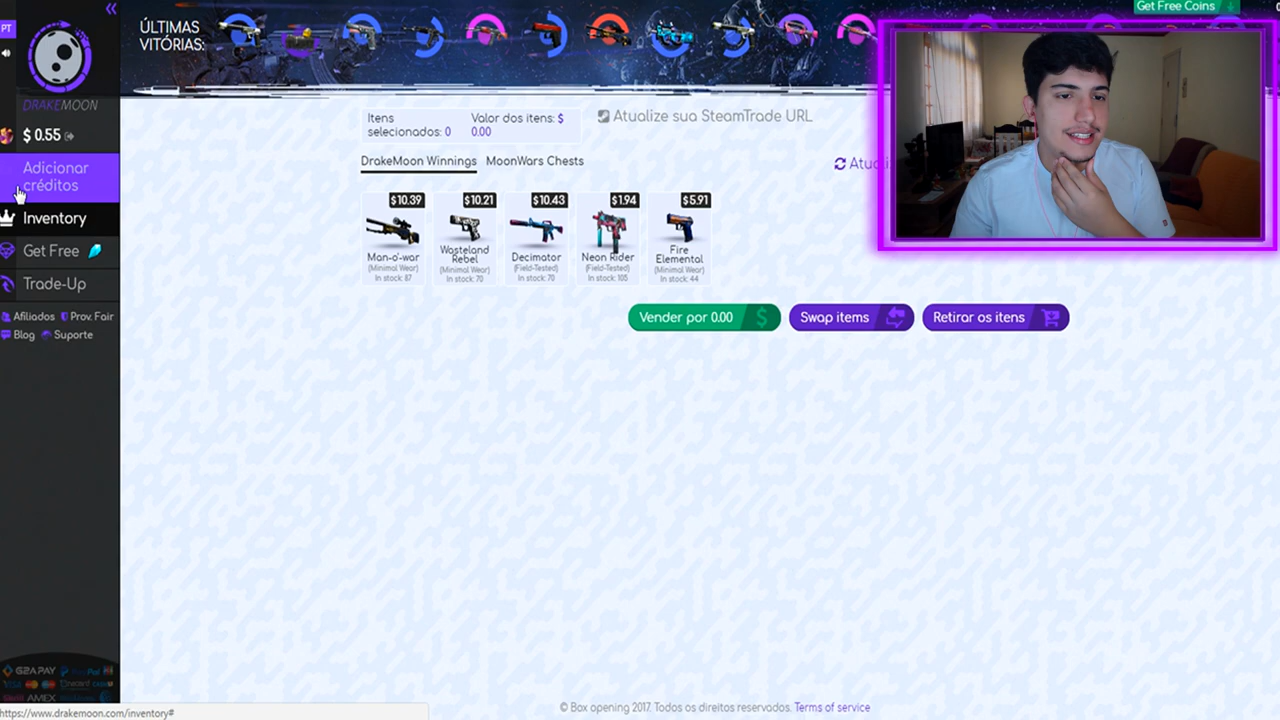 PT
DRAKEMOON
$ 0.55
Adicionar
créditos
Inventory
Get Free
Trade-Up
Afiliados
Prov. Fair
Blog
Suporte
G2A PAY
PayPal
VISA
Skrill
AMEX
https://www.drakemoon.com/inventory#
ÚLTIMAS
VITÓRIAS:
Get Free Coins
Itens
selecionados: 0
Valor dos itens: $
0.00
Atualize sua SteamTrade URL
DrakeMoon Winnings
MoonWars Chests
$10.39
Man-o'-war
(Minimal Wear)
In stock: 87
$10.21
Wasteland
Rebel
(Minimal Wear)
In stock: 70
$10.43
Decimator
(Field-Tested)
In stock: 70
$1.94
Neon Rider
(Field-Tested)
In stock: 105
$5.91
Fire
Elemental
(Minimal Wear)
In stock: 44
Vender por 0.00
$
Swap items
Retirar os itens
© Box opening 2017. Todos os direitos reservados. Terms of service